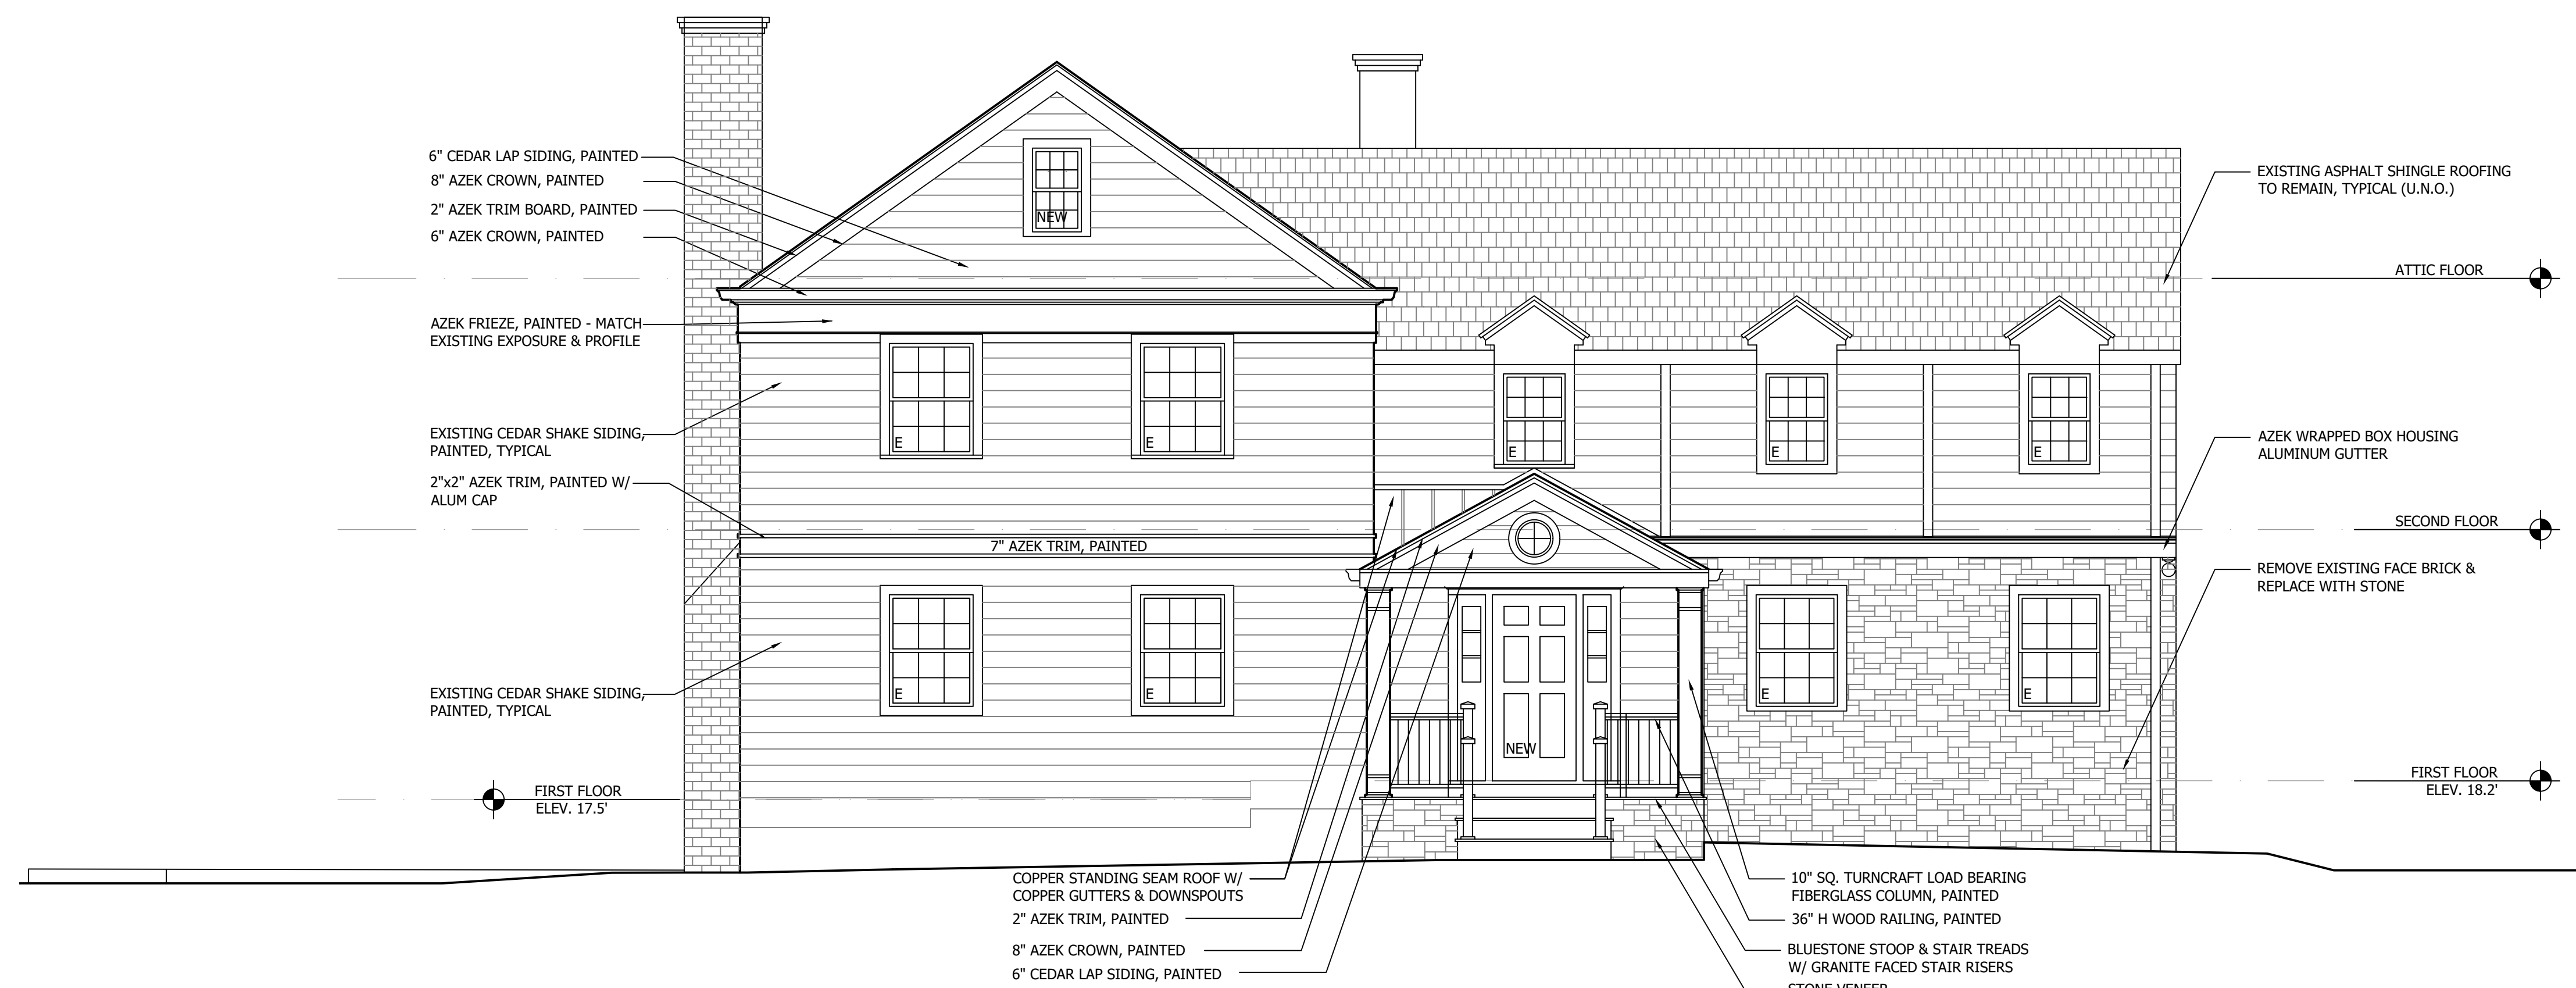 6" CEDAR LAP SIDING, PAINTED
8" AZEK CROWN, PAINTED
2" AZEK TRIM BOARD, PAINTED
6" AZEK CROWN, PAINTED
AZEK FRIEZE, PAINTED - MATCH
EXISTING EXPOSURE & PROFILE
EXISTING CEDAR SHAKE SIDING,
PAINTED, TYPICAL
2"x2" AZEK TRIM, PAINTED W/
ALUM CAP
EXISTING CEDAR SHAKE SIDING,
PAINTED, TYPICAL
FIRST FLOOR
ELEV. 17.5'
NEW
E
E
E
E
E
7" AZEK TRIM, PAINTED
E
E
E
E
NEW
EXISTING ASPHALT SHINGLE ROOFING
TO REMAIN, TYPICAL (U.N.O.)
ATTIC FLOOR
AZEK WRAPPED BOX HOUSING
ALUMINUM GUTTER
SECOND FLOOR
REMOVE EXISTING FACE BRICK &
REPLACE WITH STONE
FIRST FLOOR
ELEV. 18.2'
COPPER STANDING SEAM ROOF W/
COPPER GUTTERS & DOWNSPOUTS
2" AZEK TRIM, PAINTED
8" AZEK CROWN, PAINTED
6" CEDAR LAP SIDING, PAINTED
10" SQ. TURNCRAFT LOAD BEARING
FIBERGLASS COLUMN, PAINTED
36" H WOOD RAILING, PAINTED
BLUESTONE STOOP & STAIR TREADS
W/ GRANITE FACED STAIR RISERS
STONE VENEER